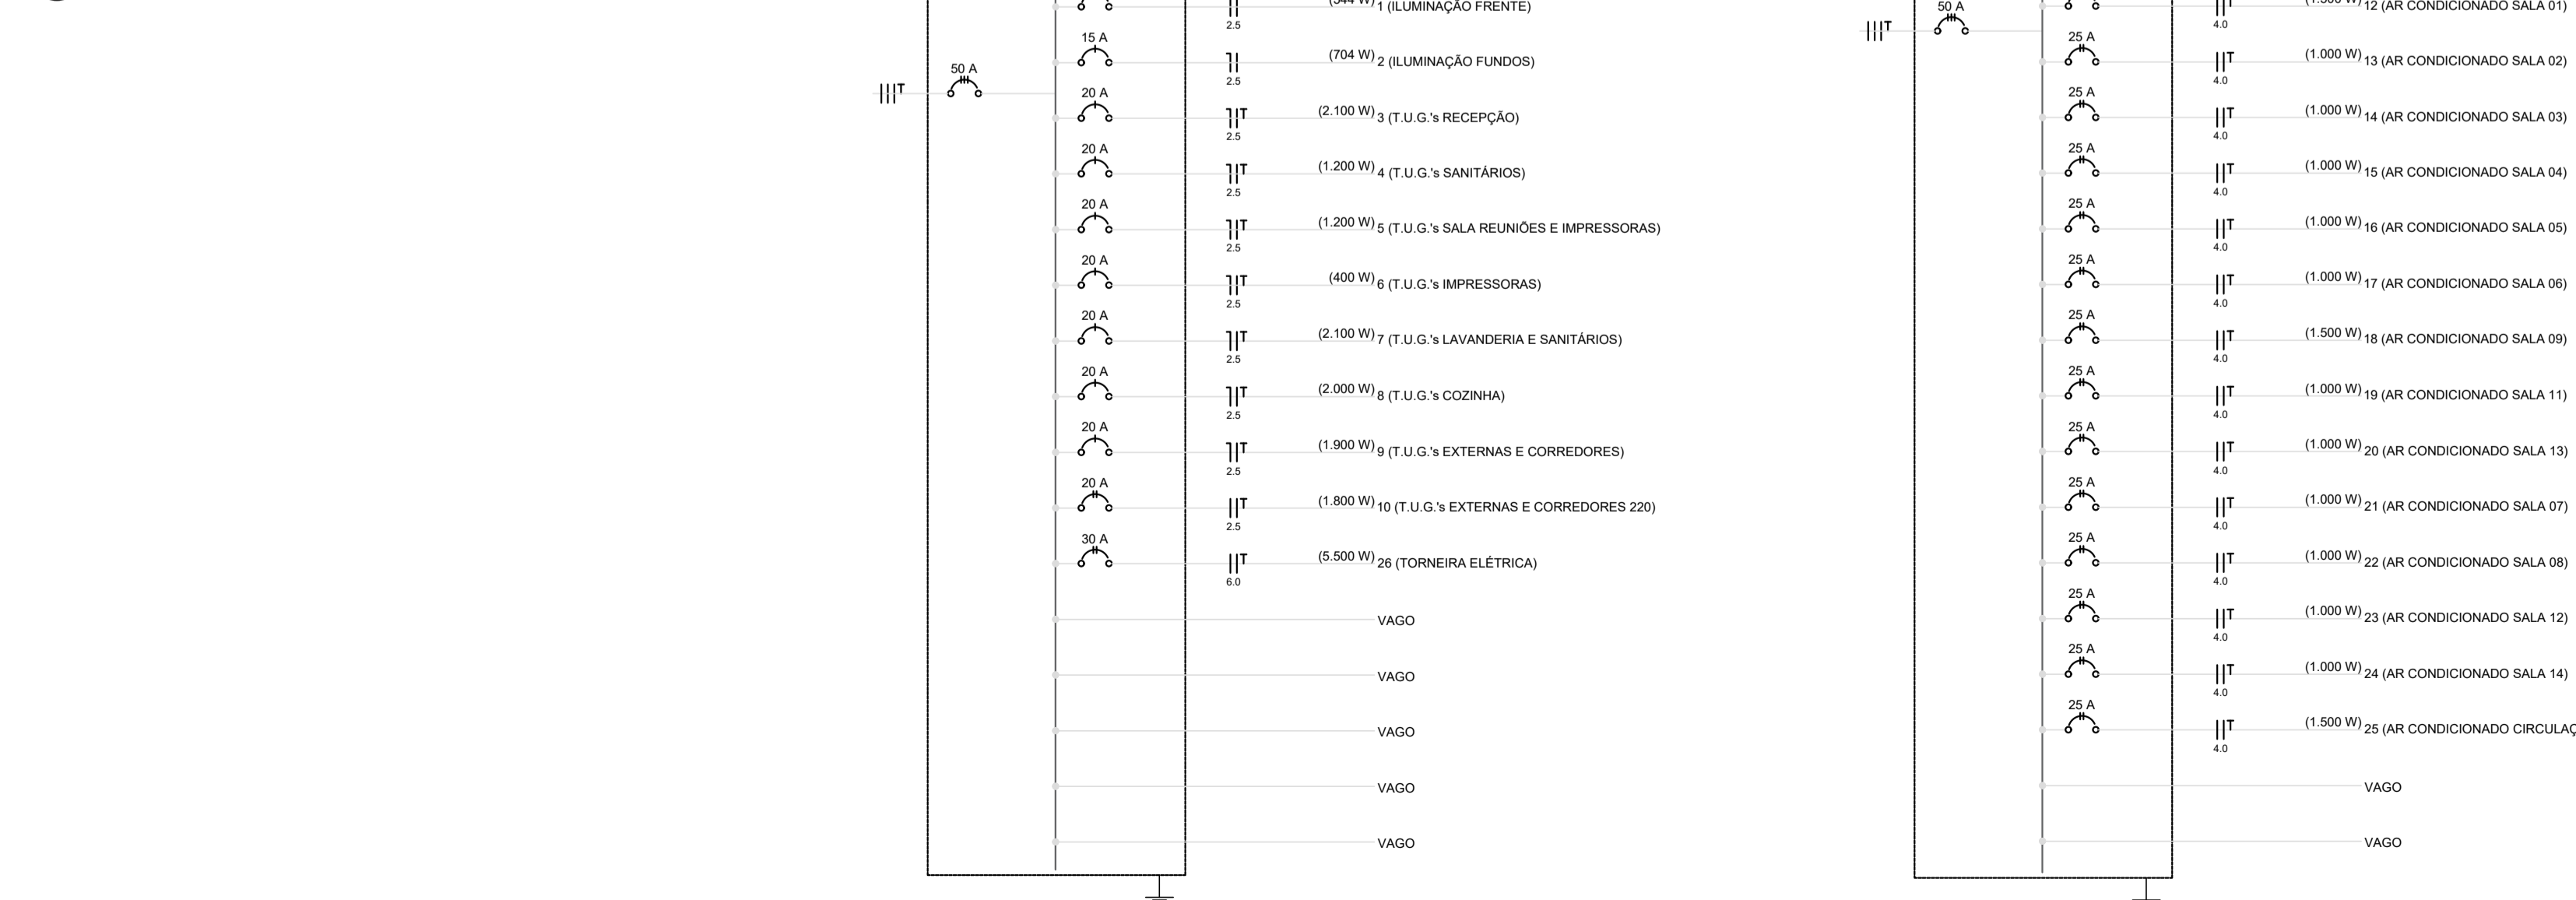 1 (ILUMINAÇÃO FRENTE)
2.5
15 A
(704 W) 2 (ILUMINAÇÃO FUNDOS)
2.5
50 A
20 A
(2.100 W) 3 (T.U.G.'s RECEPÇÃO)
2.5
20 A
(1.200 W) 4 (T.U.G.'s SANITÁRIOS)
2.5
20 A
(1.200 W) 5 (T.U.G.'s SALA REUNIÕES E IMPRESSORAS)
2.5
20 A
(400 W) 6 (T.U.G.'s IMPRESSORAS)
2.5
20 A
(2.100 W) 7 (T.U.G.'s LAVANDERIA E SANITÁRIOS)
2.5
20 A
(2.000 W) 8 (T.U.G.'s COZINHA)
2.5
20 A
(1.900 W) 9 (T.U.G.'s EXTERNAS E CORREDORES)
2.5
20 A
(1.800 W) 10 (T.U.G.'s EXTERNAS E CORREDORES 220)
2.5
30 A
(5.500 W) 26 (TORNEIRA ELÉTRICA)
6.0
VAGO
VAGO
VAGO
VAGO
VAGO
50 A
12 (AR CONDICIONADO SALA 01)
4.0
25 A
(1.000 W) 13 (AR CONDICIONADO SALA 02)
4.0
25 A
(1.000 W) 14 (AR CONDICIONADO SALA 03)
4.0
25 A
(1.000 W) 15 (AR CONDICIONADO SALA 04)
4.0
25 A
(1.000 W) 16 (AR CONDICIONADO SALA 05)
4.0
25 A
(1.000 W) 17 (AR CONDICIONADO SALA 06)
4.0
25 A
(1.500 W) 18 (AR CONDICIONADO SALA 09)
4.0
25 A
(1.000 W) 19 (AR CONDICIONADO SALA 11)
4.0
25 A
(1.000 W) 20 (AR CONDICIONADO SALA 13)
4.0
25 A
(1.000 W) 21 (AR CONDICIONADO SALA 07)
4.0
25 A
(1.000 W) 22 (AR CONDICIONADO SALA 08)
4.0
25 A
(1.000 W) 23 (AR CONDICIONADO SALA 12)
4.0
25 A
(1.000 W) 24 (AR CONDICIONADO SALA 14)
4.0
25 A
(1.500 W) 25 (AR CONDICIONADO CIRCULAÇ
4.0
VAGO
VAGO